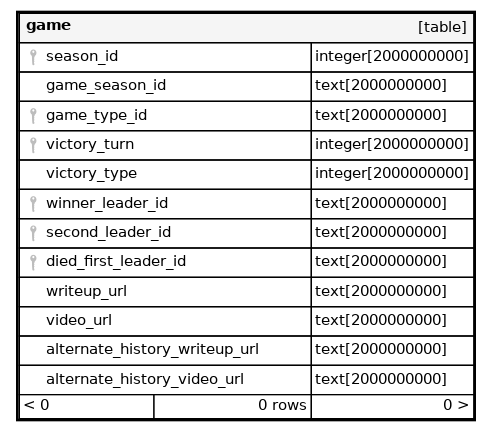 game [table]
season_id integer[2000000000]
game_season_id text[2000000000]
game_type_id text[2000000000]
victory_turn integer[2000000000]
victory_type integer[2000000000]
winner_leader_id text[2000000000]
second_leader_id text[2000000000]
died_first_leader_id text[2000000000]
writeup_url text[2000000000]
video_url text[2000000000]
alternate_history_writeup_url text[2000000000]
alternate_history_video_url text[2000000000]
< 0 0 rows 0 >